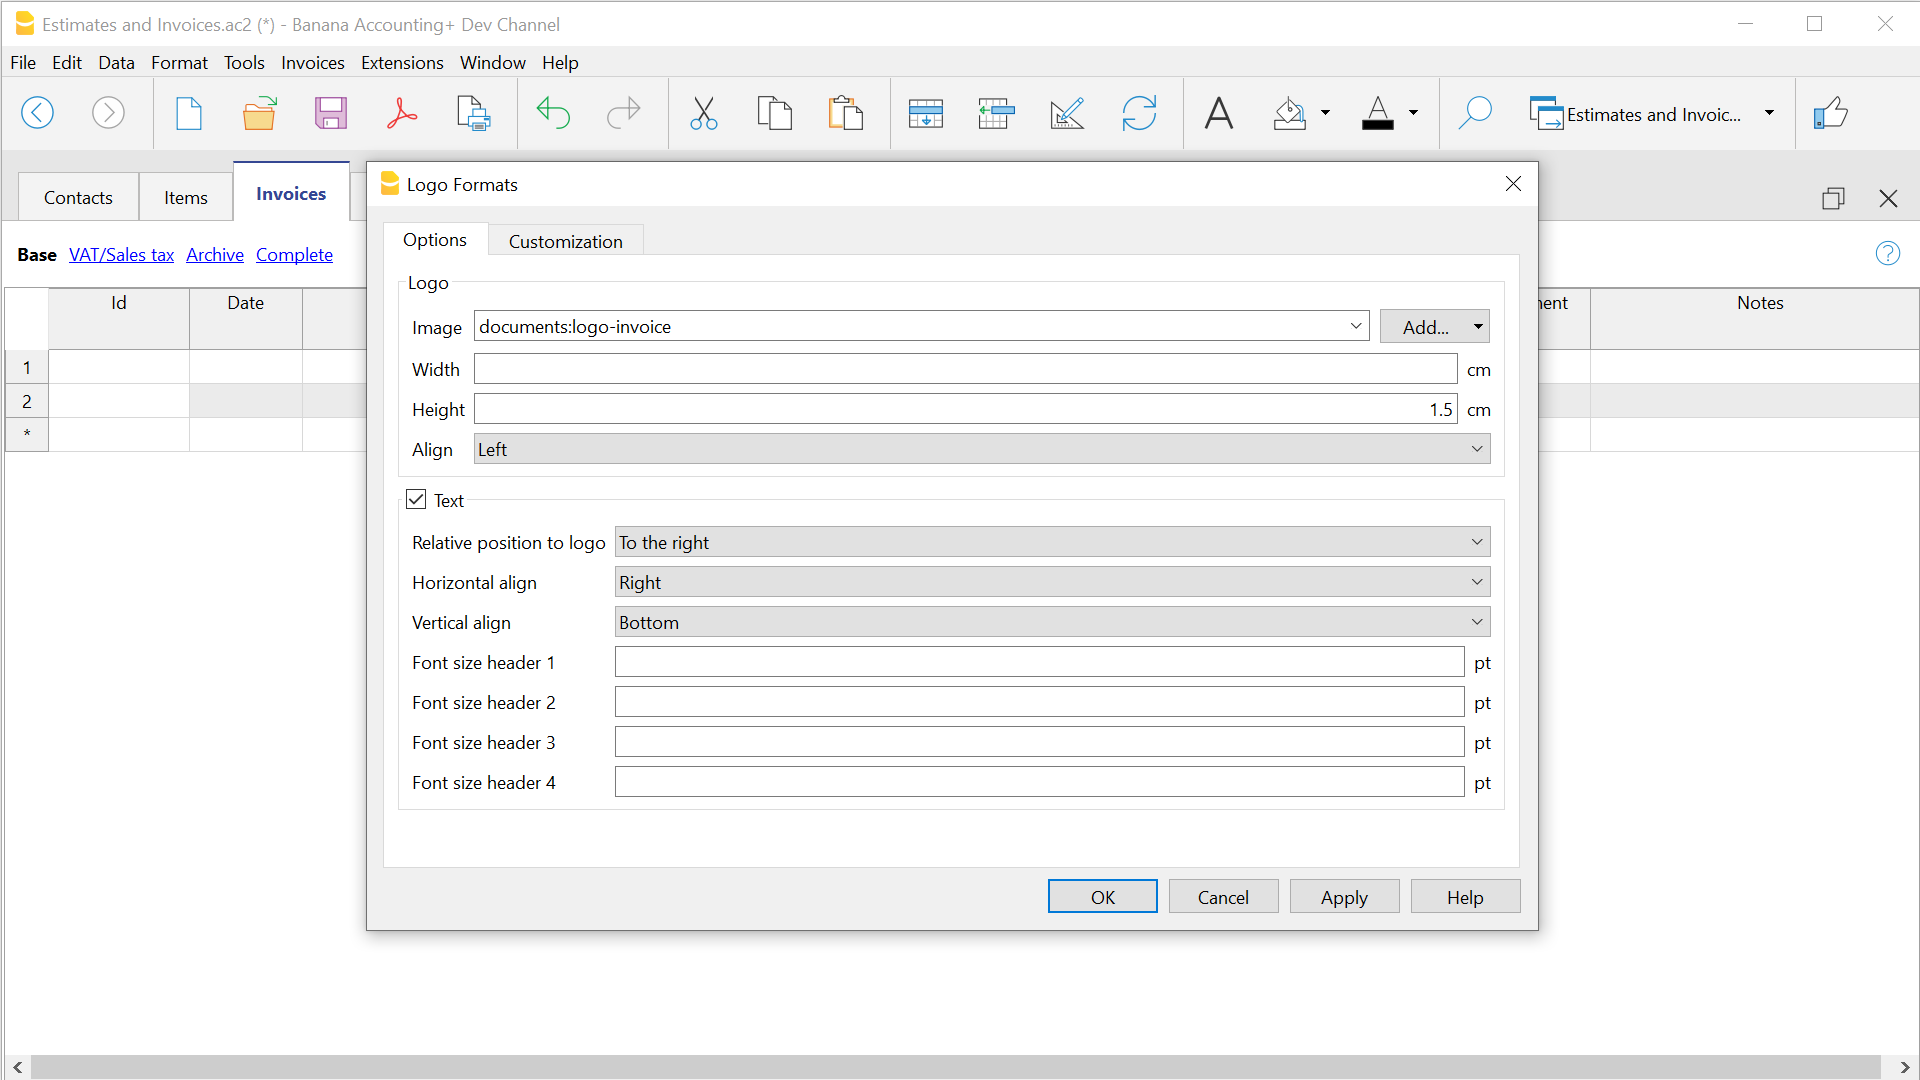 Estimates and Invoices.ac2 (*) - Banana Accounting+ Dev Channel
File Edit Data Format Tools Invoices Extensions Window Help
Estimates and Invoic...
Contacts Items Invoices
Logo Formats
Options Customization
Base VAT/Sales tax Archive Complete
Id Date Notes
1
2
*
Logo
Image documents:logo-invoice Add...
Width cm
Height 1.5 cm
Align Left
Text
Relative position to logo To the right
Horizontal align Right
Vertical align Bottom
Font size header 1 pt
Font size header 2 pt
Font size header 3 pt
Font size header 4 pt
OK Cancel Apply Help